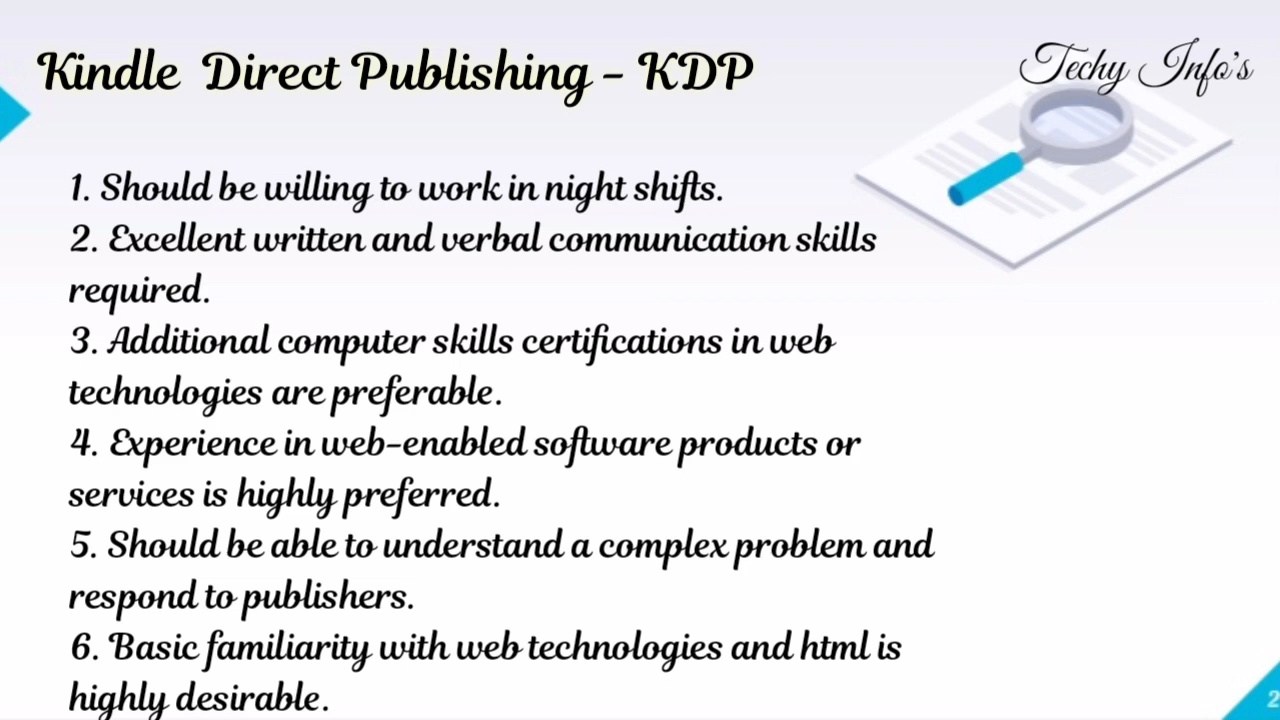 Kindle Direct Publishing - KDP
Techy Info's
1. Should be willing to work in night shifts.
2. Excellent written and verbal communication skills
required.
3. Additional computer skills certifications in web
technologies are preferable.
4. Experience in web-enabled software products or
services is highly preferred.
5. Should be able to understand a complex problem and
respond to publishers.
6. Basic familiarity with web technologies and html is
highly desirable.
2